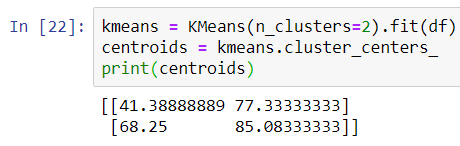 In [22]: kmeans = KMeans(n_clusters=2).fit(df)
centroids = kmeans.cluster_centers_
print(centroids)
[[41.38888889 77.33333333]
 [68.25       85.08333333]]